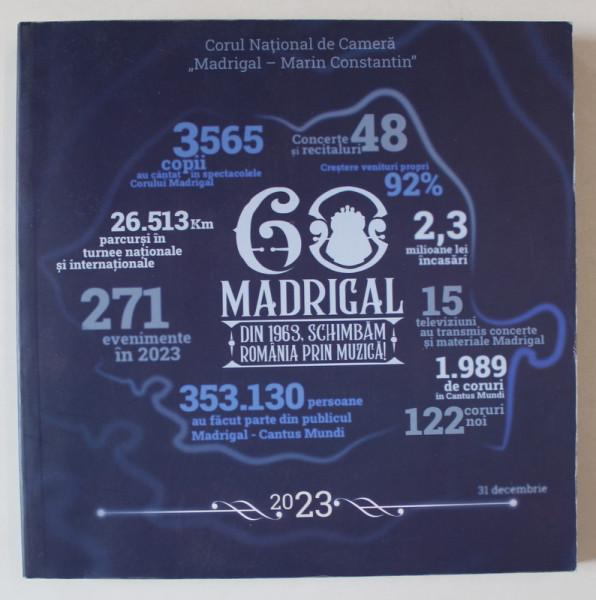 Corul Naţional de Cameră
„Madrigal – Marin Constantin“
3565
copii
au cântat în spectacolele
Corului Madrigal
Concerte
și recitaluri 48
Creștere venituri proprii
92%
26.513 Km
parcurși în
turnee naționale
și internaționale
60
2,3
milioane lei
încasări
MADRIGAL
DIN 1963, SCHIMBĂM
ROMÂNIA PRIN MUZICĂ!
271
evenimente
în 2023
15
televiziuni
au transmis concerte
și materiale Madrigal
1.989
de coruri
în Cantus Mundi
353.130 persoane
au făcut parte din publicul
Madrigal - Cantus Mundi
122 coruri
noi
31 decembrie
2023